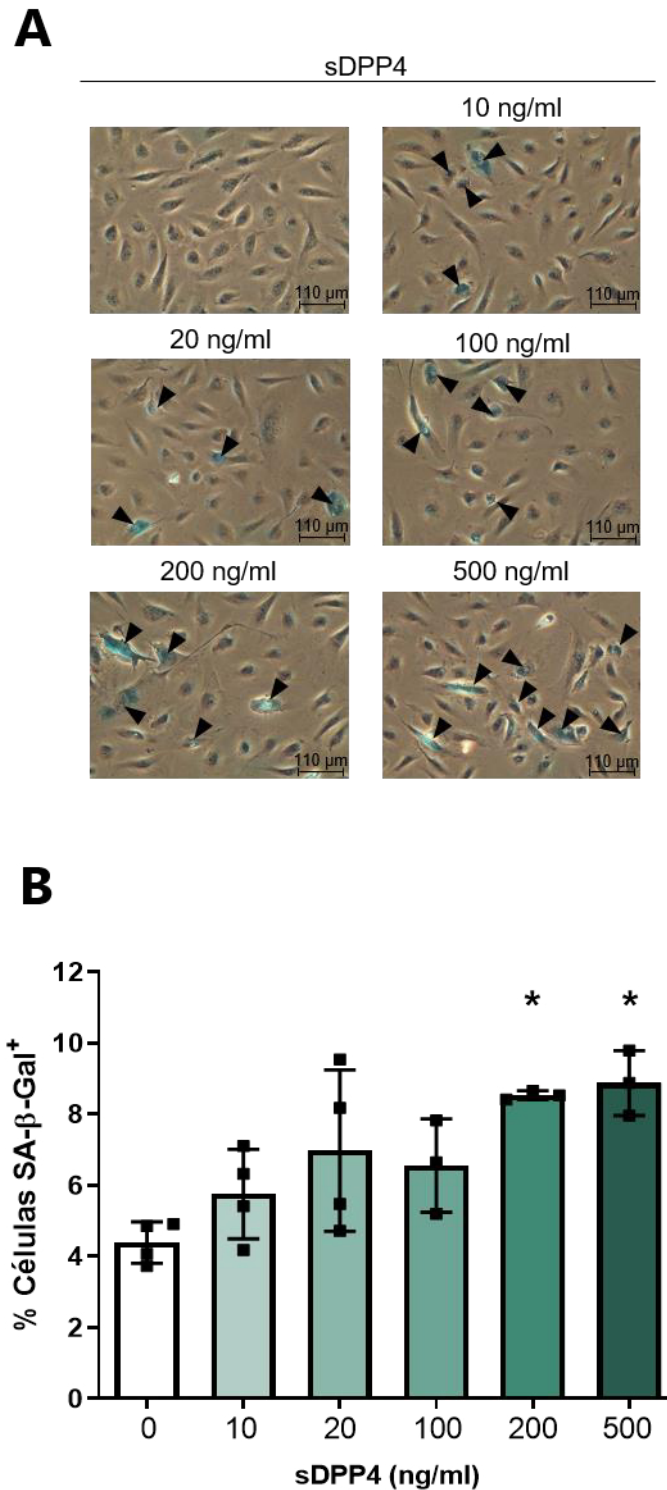 A
sDPP4
10 ng/ml
110 µm
110 µm
20 ng/ml
100 ng/ml
110 µm
110 µm
200 ng/ml
500 ng/ml
110 µm
110 µm
B
12
10
8
6
4
2
0
% Células SA-β-Gal⁺
* *
0 10 20 100 200 500
sDPP4 (ng/ml)